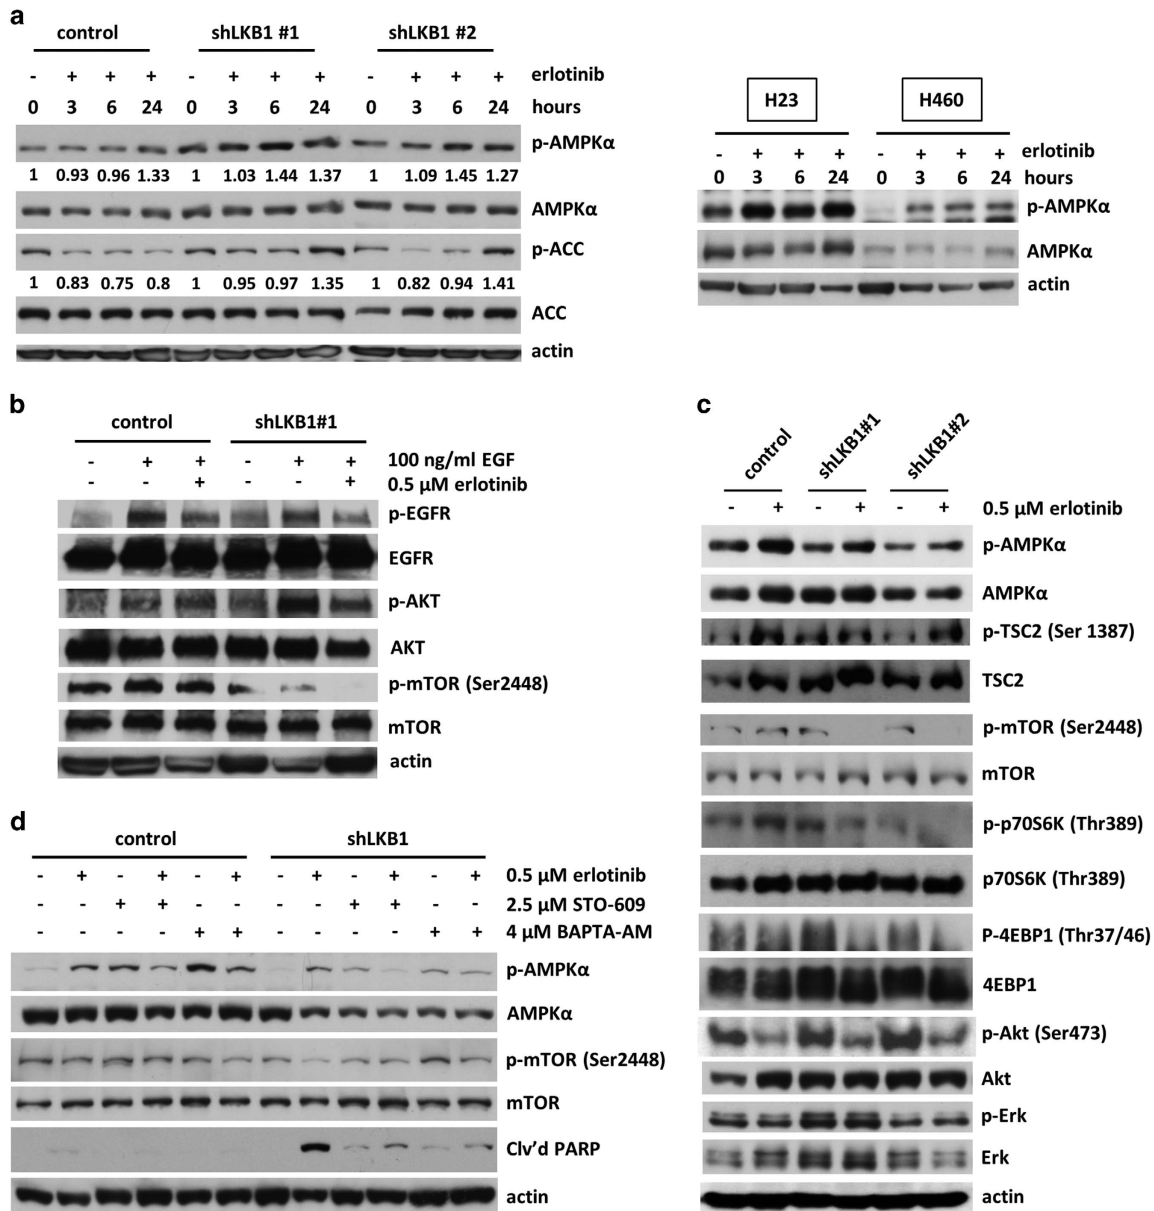 a
control shLKB1 #1 shLKB1 #2
- + + + - + + + - + + + erlotinib
0 3 6 24 0 3 6 24 0 3 6 24 hours
p-AMPKα
1 0.93 0.96 1.33 1 1.03 1.44 1.37 1 1.09 1.45 1.27
AMPKα
p-ACC
1 0.83 0.75 0.8 1 0.95 0.97 1.35 1 0.82 0.94 1.41
ACC
actin
H23 H460
- + + + - + + + erlotinib
0 3 6 24 0 3 6 24 hours
p-AMPKα
AMPKα
actin
b
control shLKB1#1
- + + - + + 100 ng/ml EGF
- - + - - + 0.5 µM erlotinib
p-EGFR
EGFR
p-AKT
AKT
p-mTOR (Ser2448)
mTOR
actin
c
control shLKB1#1 shLKB1#2
- + - + - + 0.5 µM erlotinib
p-AMPKα
AMPKα
p-TSC2 (Ser 1387)
TSC2
p-mTOR (Ser2448)
mTOR
p-p70S6K (Thr389)
p70S6K (Thr389)
P-4EBP1 (Thr37/46)
4EBP1
p-Akt (Ser473)
Akt
p-Erk
Erk
actin
d
control shLKB1
- + - + - + - + - + - + 0.5 µM erlotinib
- - + + - - - - + + - - 2.5 µM STO-609
- - - - + + - - - - + + 4 µM BAPTA-AM
p-AMPKα
AMPKα
p-mTOR (Ser2448)
mTOR
Clv'd PARP
actin